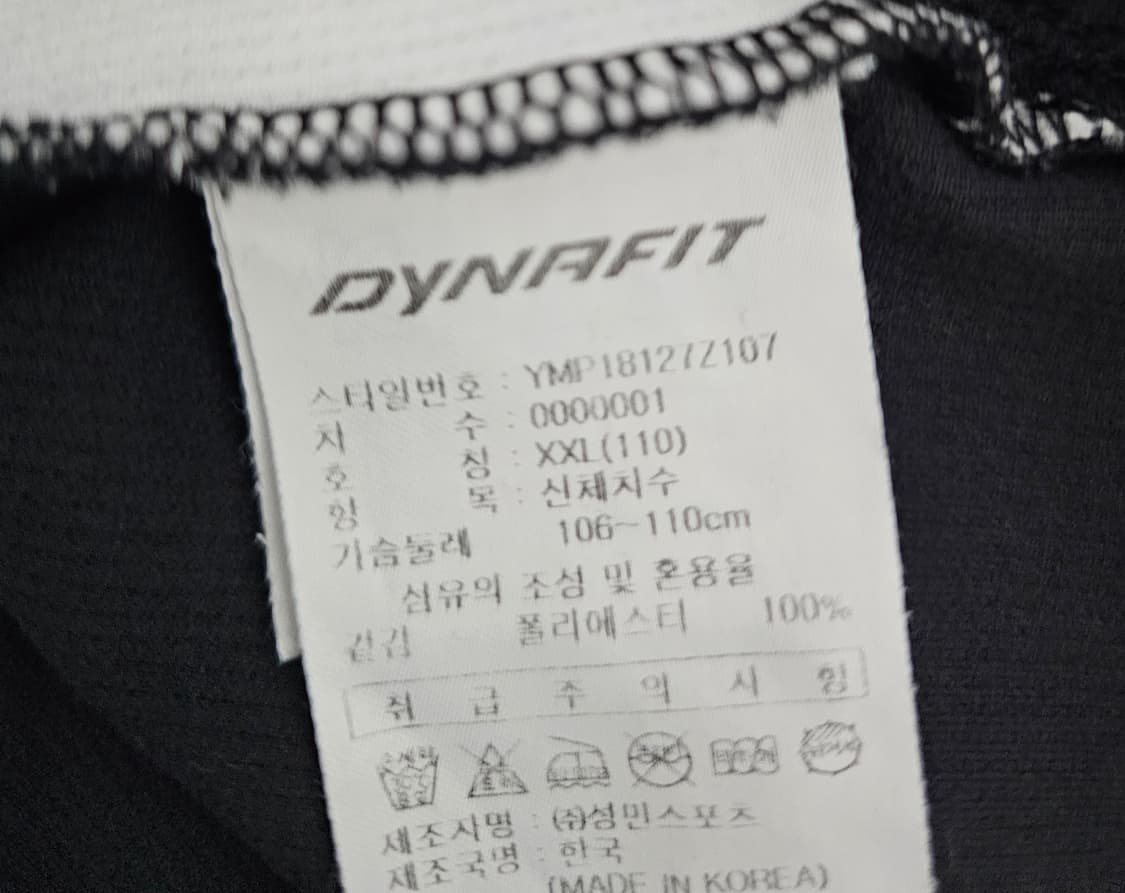 DYNAFIT
스타일번호 : YMP18127Z107
차 수 : 0000001
호 칭 : XXL(110)
항 목 : 신체치수
가슴둘레 106~110cm
섬유의 조성 및 혼용율
겉감 폴리에스터 100%
취 급 주 의 사 항
제조사명 : (주)성민스포츠
제조국명 : 한국
(MADE IN KOREA)